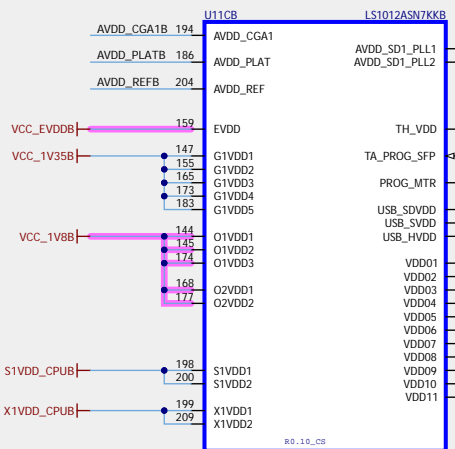 U11CB LS1012ASN7KKB
AVDD_CGA1B 194 AVDD_CGA1
AVDD_SD1_PLL1
AVDD_PLATB 186 AVDD_PLAT AVDD_SD1_PLL2
AVDD_REFB 204 AVDD_REF
VCC_EVDDB 159 EVDD TH_VDD
VCC_1V35B 147 G1VDD1 TA_PROG_SFP
155 G1VDD2
165 G1VDD3 PROG_MTR
173 G1VDD4
183 G1VDD5 USB_SDVDD
USB_SVDD
VCC_1V8B 144 O1VDD1 USB_HVDD
145 O1VDD2
174 O1VDD3 VDD01
VDD02
168 O2VDD1 VDD03
177 O2VDD2 VDD04
VDD05
VDD06
VDD07
VDD08
S1VDD_CPUB 198 S1VDD1 VDD09
200 S1VDD2 VDD10
VDD11
X1VDD_CPUB 199 X1VDD1
209 X1VDD2
R0.10_CS